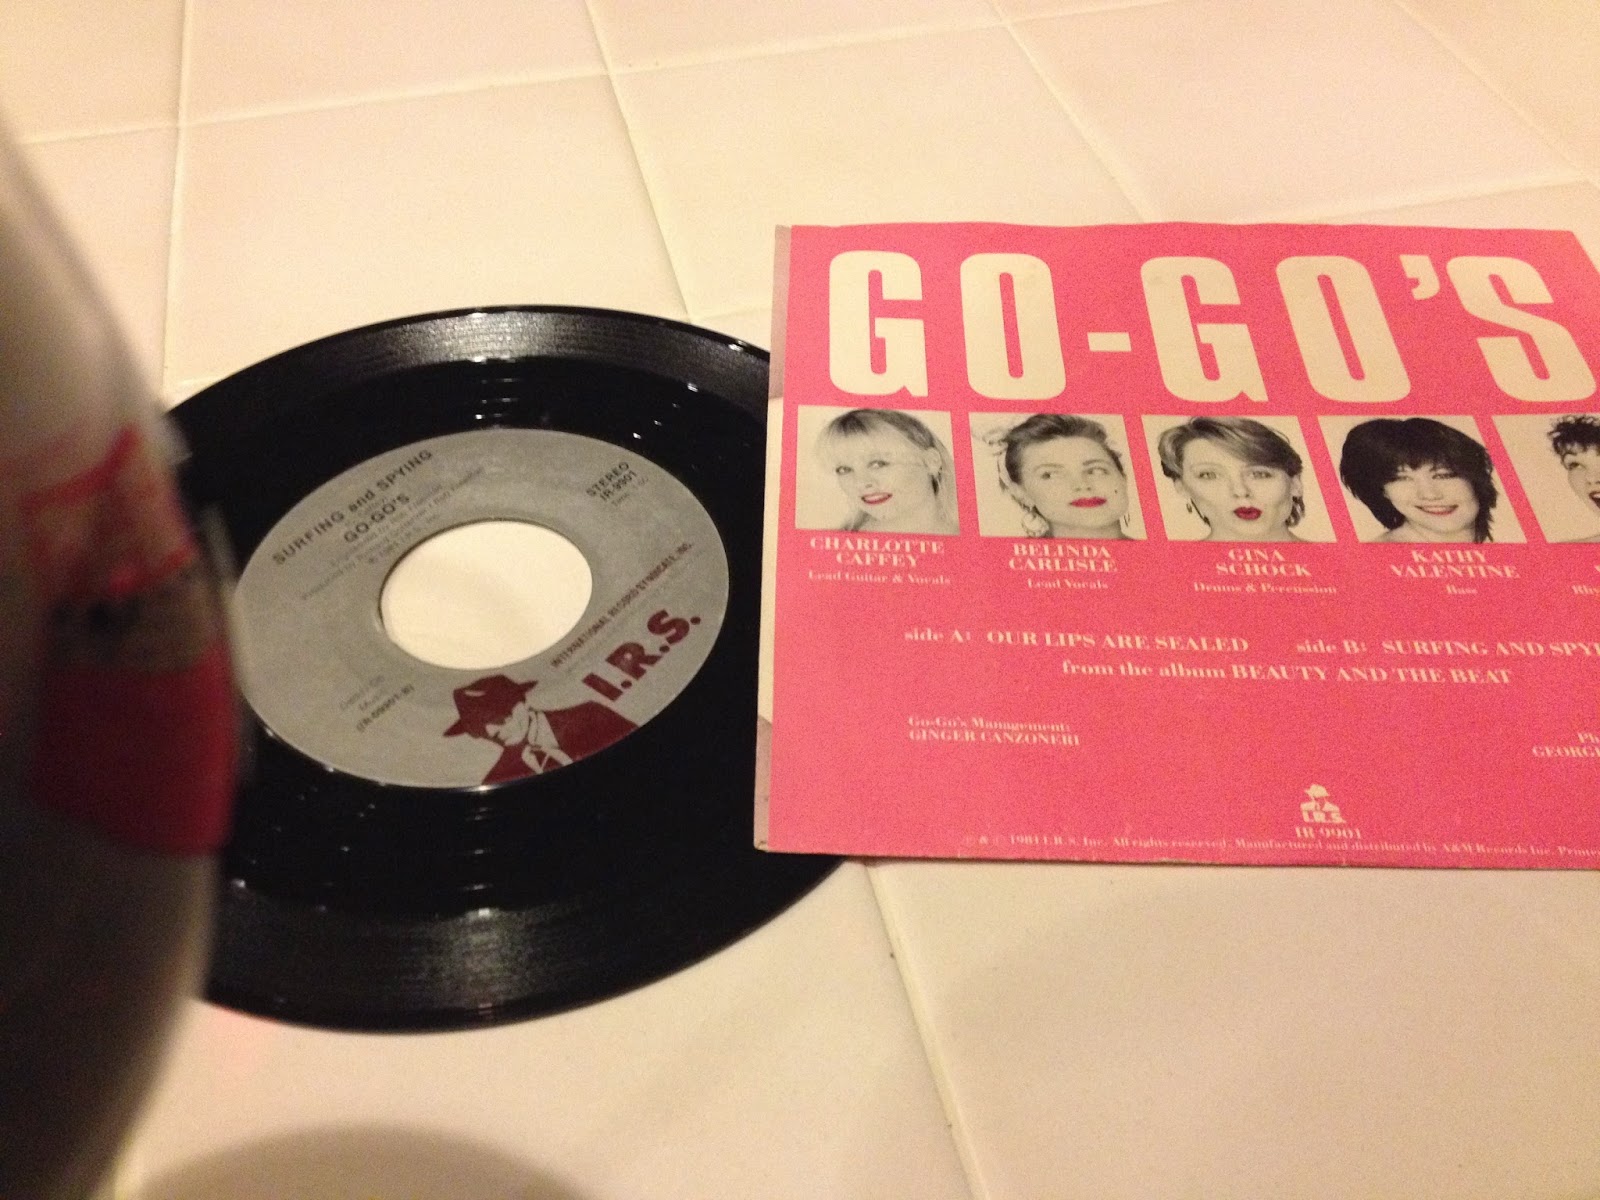 SURFING and SPYING
GO-GO'S
STEREO
IR-9901
INTERNATIONAL RECORD SYNDICATE, INC.
I.R.S.
(IR-09901-B)
GO-GO'S
CHARLOTTE
CAFFEY
Lead Guitar & Vocals
BELINDA
CARLISLE
Lead Vocals
GINA
SCHOCK
Drums & Percussion
KATHY
VALENTINE
Bass
side A: OUR LIPS ARE SEALED side B: SURFING AND
from the album BEAUTY AND THE BEAT
Go-Go's Management:
GINGER CANZONERI
I.R.S.
IR 9901
℗ & © 1981 I.R.S. Inc. All rights reserved. Manufactured and distributed by A&M Records Inc.